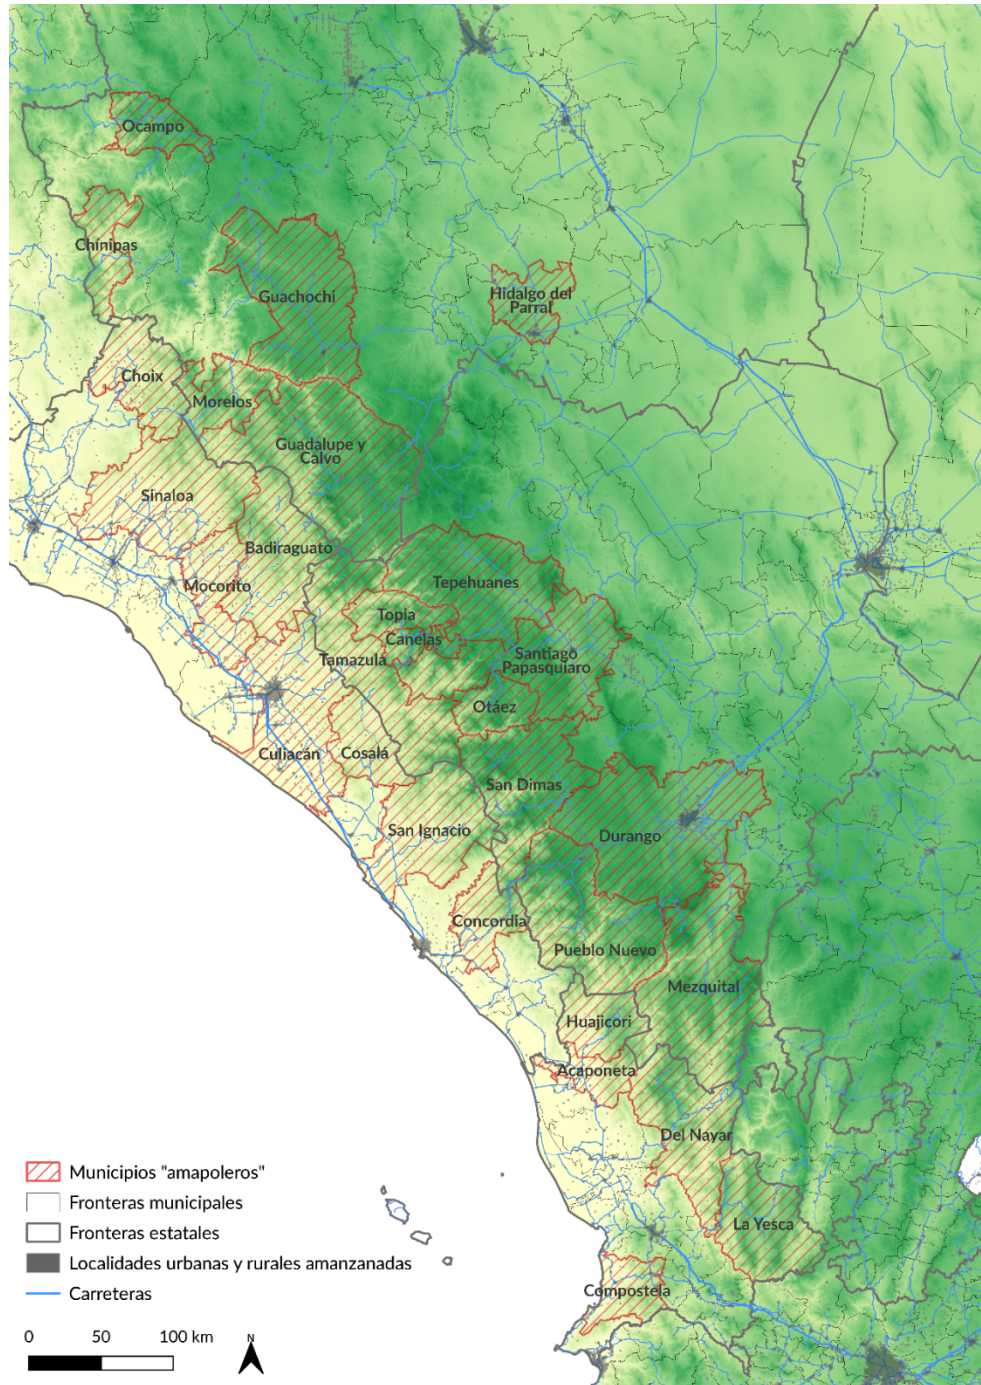 Ocampo
Chínipas
Guachochi
Hidalgo del
Parral
Choix
Morelos
Guadalupe y
Calvo
Sinaloa
Badiraguato
Mocorito
Tepehuanes
Topia
Canelas
Tamazulá
Santiago
Papasquiaro
Otáez
Culiacán
Cosalá
San Dimas
San Ignacio
Durango
Concordia
Pueblo Nuevo
Mezquital
Huajicori
Acaponeta
Del Nayar
La Yesca
Compostela
Municipios "amapoleros"
Fronteras municipales
Fronteras estatales
Localidades urbanas y rurales amanzanadas
Carreteras
0 50 100 km
N